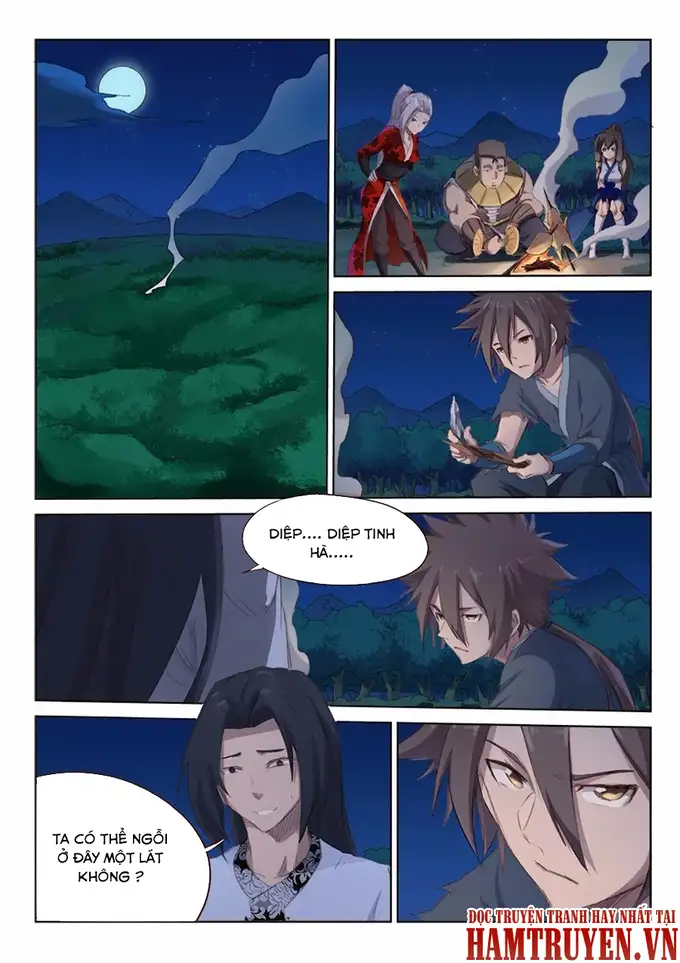 DIỆP.... DIỆP TINH
HÀ.....
TA CÓ THỂ NGỒI
Ở ĐÂY MỘT LÁT
KHÔNG ?
ĐỌC TRUYỆN TRANH HAY NHẤT TẠI
HAMTRUYEN.VN